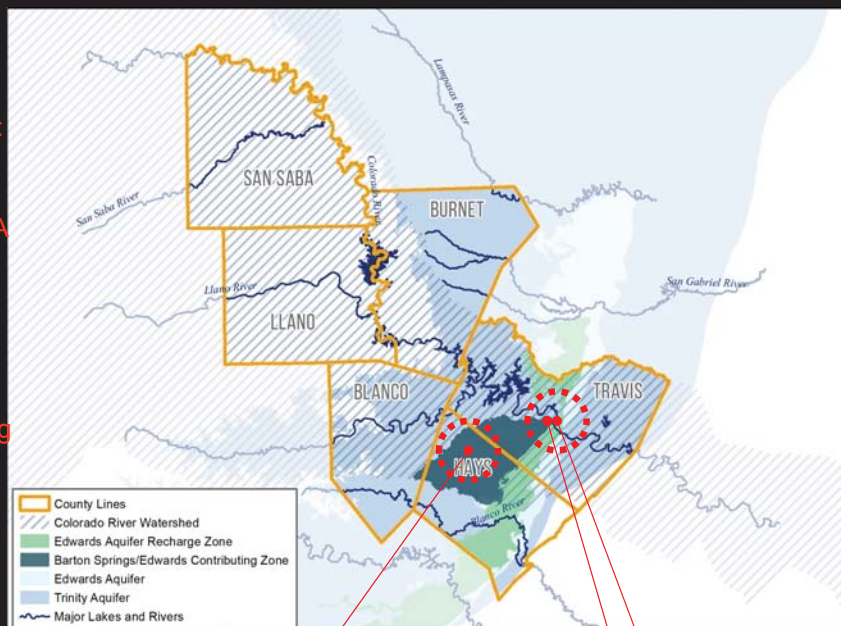 Lampasas River
SAN SABA
Colorado River
BURNET
San Saba River
A
San Gabriel River
Llano River
LLANO
BLANCO
TRAVIS
g
HAYS
Blanco River
County Lines
Colorado River Watershed
Edwards Aquifer Recharge Zone
Barton Springs/Edwards Contributing Zone
Edwards Aquifer
Trinity Aquifer
Major Lakes and Rivers